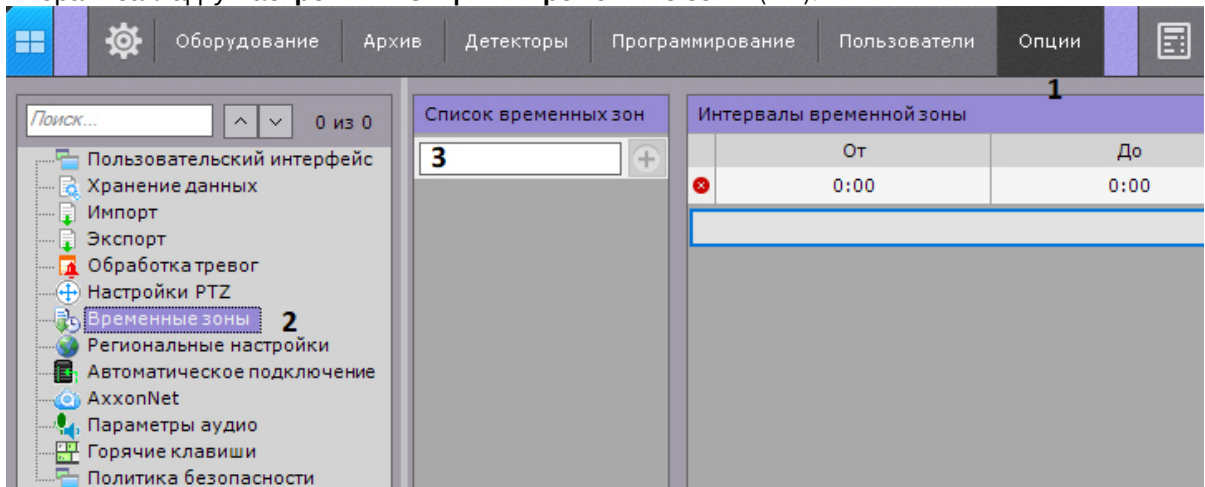 Оборудование Архив Детекторы Программирование Пользователи Опции
1
Поиск... 0 из 0
Пользовательский интерфейс
Хранение данных
Импорт
Экспорт
Обработка тревог
Настройки PTZ
Временные зоны 2
Региональные настройки
Автоматическое подключение
AxxonNet
Параметры аудио
Горячие клавиши
Политика безопасности
Список временных зон
3
Интервалы временной зоны
От До
0:00 0:00